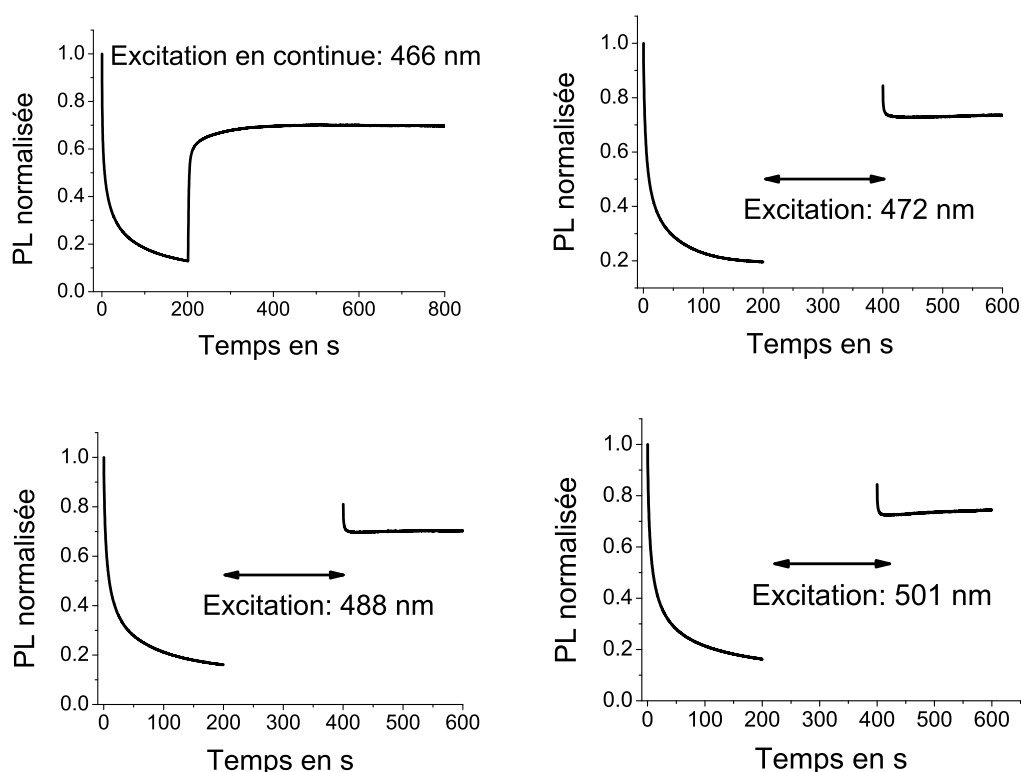 Excitation en continue: 466 nm
PL normalisée
1.0
0.8
0.6
0.4
0.2
0.0
0 200 400 600 800
Temps en s
PL normalisée
1.0
0.8
0.6
0.4
0.2
Excitation: 472 nm
0 100 200 300 400 500 600
Temps en s
PL normalisée
1.0
0.8
0.6
0.4
0.2
0.0
Excitation: 488 nm
0 100 200 300 400 500 600
Temps en s
PL normalisée
1.0
0.8
0.6
0.4
0.2
0.0
Excitation: 501 nm
0 100 200 300 400 500 600
Temps en s